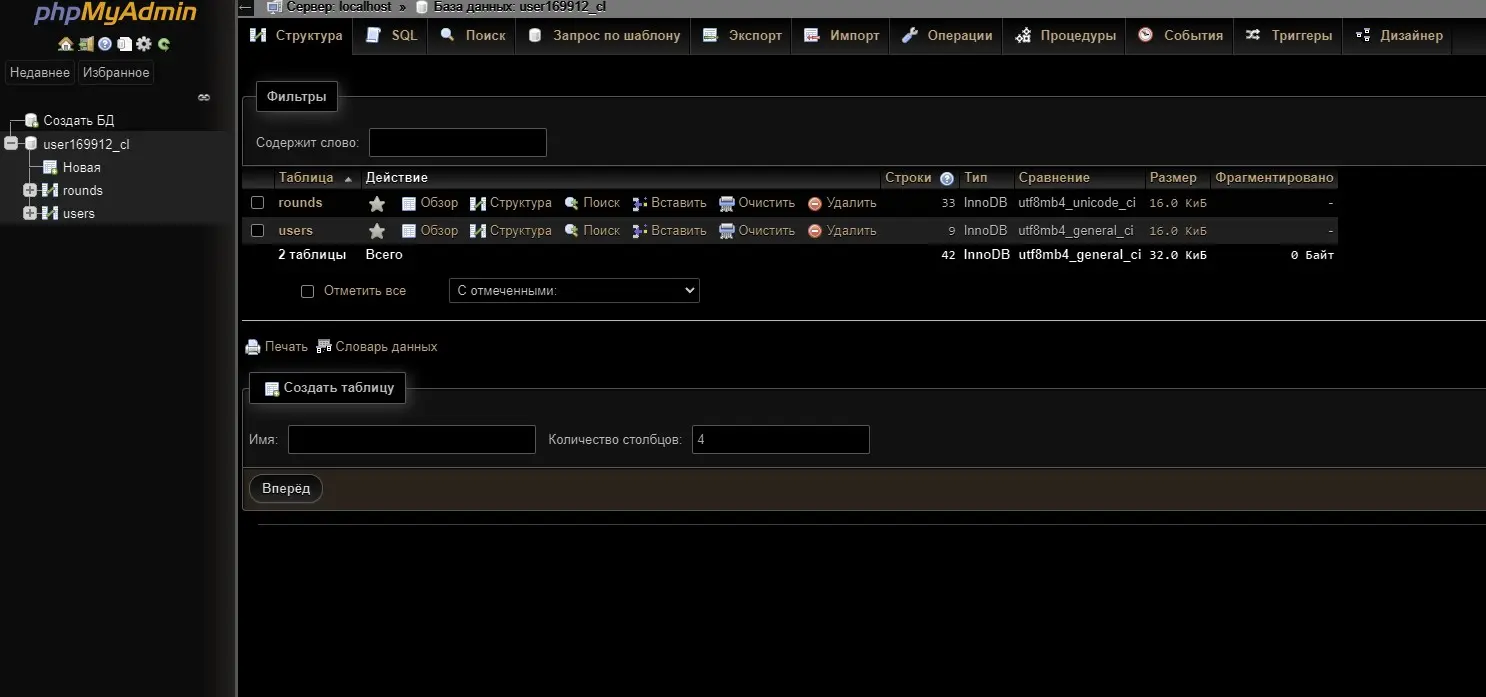 phpMyAdmin
Недавнее Избранное
Создать БД
user169912_cl
Новая
rounds
users
Сервер: localhost » База данных: user169912_cl
Структура SQL Поиск Запрос по шаблону Экспорт Импорт Операции Процедуры События Триггеры Дизайнер
Фильтры
Содержит слово:
Таблица Действие Строки Тип Сравнение Размер Фрагментировано
rounds Обзор Структура Поиск Вставить Очистить Удалить 33 InnoDB utf8mb4_unicode_ci 16.0 КиБ -
users Обзор Структура Поиск Вставить Очистить Удалить 9 InnoDB utf8mb4_general_ci 16.0 КиБ -
2 таблицы Всего 42 InnoDB utf8mb4_general_ci 32.0 КиБ 0 Байт
Отметить все С отмеченными:
Печать Словарь данных
Создать таблицу
Имя: Количество столбцов: 4
Вперёд